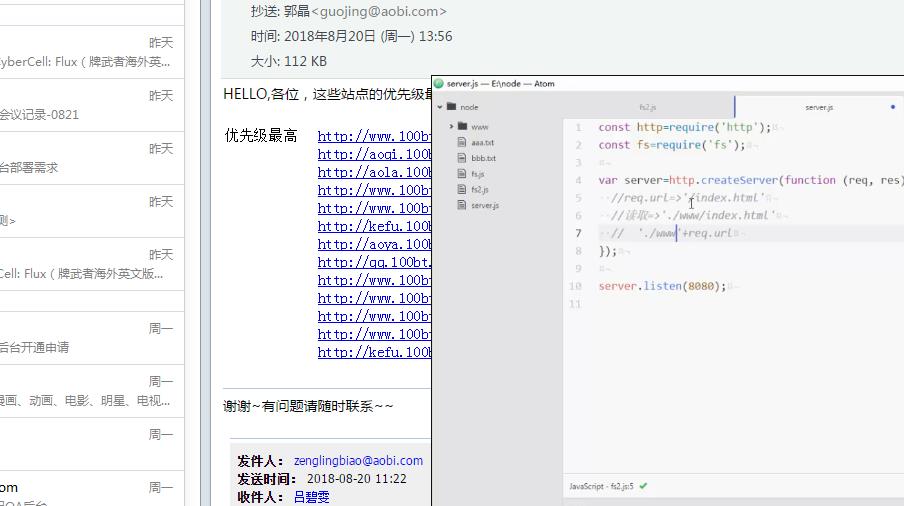 昨天
CyberCell: Flux ( 牌武者海外英...
昨天
会议记录-0821
昨天
台部署需求
昨天
则>
昨天
Cell: Flux ( 牌武者海外英文版...
周一
后台开通申请
周一
漫画、动画、电影、明星、电视...
周一
om
周一
抄送: 郭晶<guojing@aobi.com>
时间: 2018年8月20日 (周一) 13:56
大小: 112 KB
HELLO,各位，这些站点的优先级
优先级最高
http://www.100b
http://aoqi.100b
http://aola.100b
http://www.100b
http://www.100b
http://kefu.100b
http://aoya.100b
http://qq.100bt.
http://www.100b
http://www.100b
http://www.100b
http://www.100b
http://kefu.100b
谢谢~有问题请随时联系~~
发件人： zenglingbiao@aobi.com
发送时间： 2018-08-20 11:22
收件人： 吕碧雯
server.js — E:\node — Atom
node
www
aaa.txt
bbb.txt
fs.js
fs2.js
server.js
fs2.js
server.js
1 const http=require('http');
2 const fs=require('fs');
3
4 var server=http.createServer(function (req, res)
5 //req.url=>'/index.html'
6 //读取=>'./www/index.html'
7 // './www'+req.url
8 });
9
10 server.listen(8080);
11
JavaScript - fs2.js:5